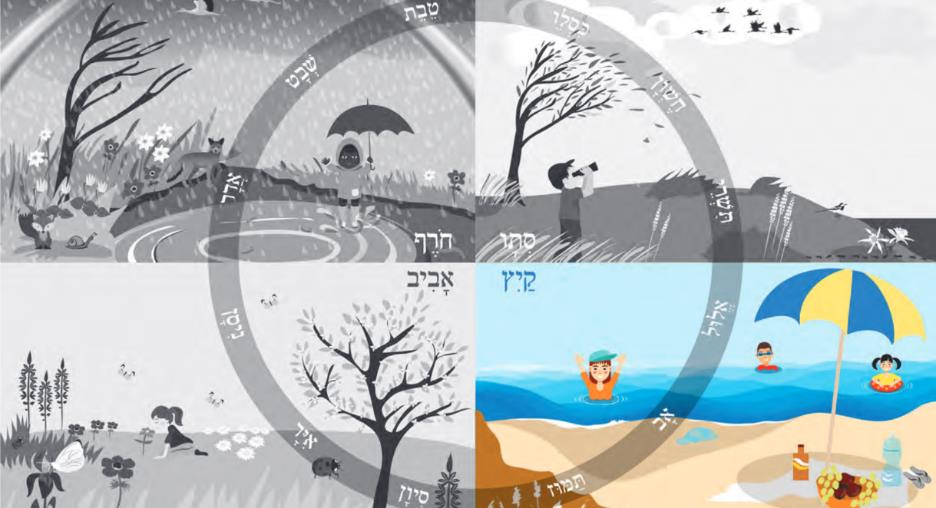 סְתָו
תִּשְׁרֵי
חֶשְׁוָן
כִּסְלֵו
חֹרֶף
טֵבֵת
שְׁבָט
אֲדָר
אָבִיב
נִיסָן
אִיָּר
סִיוָן
קַיִץ
תַּמּוּז
אָב
אֱלוּל